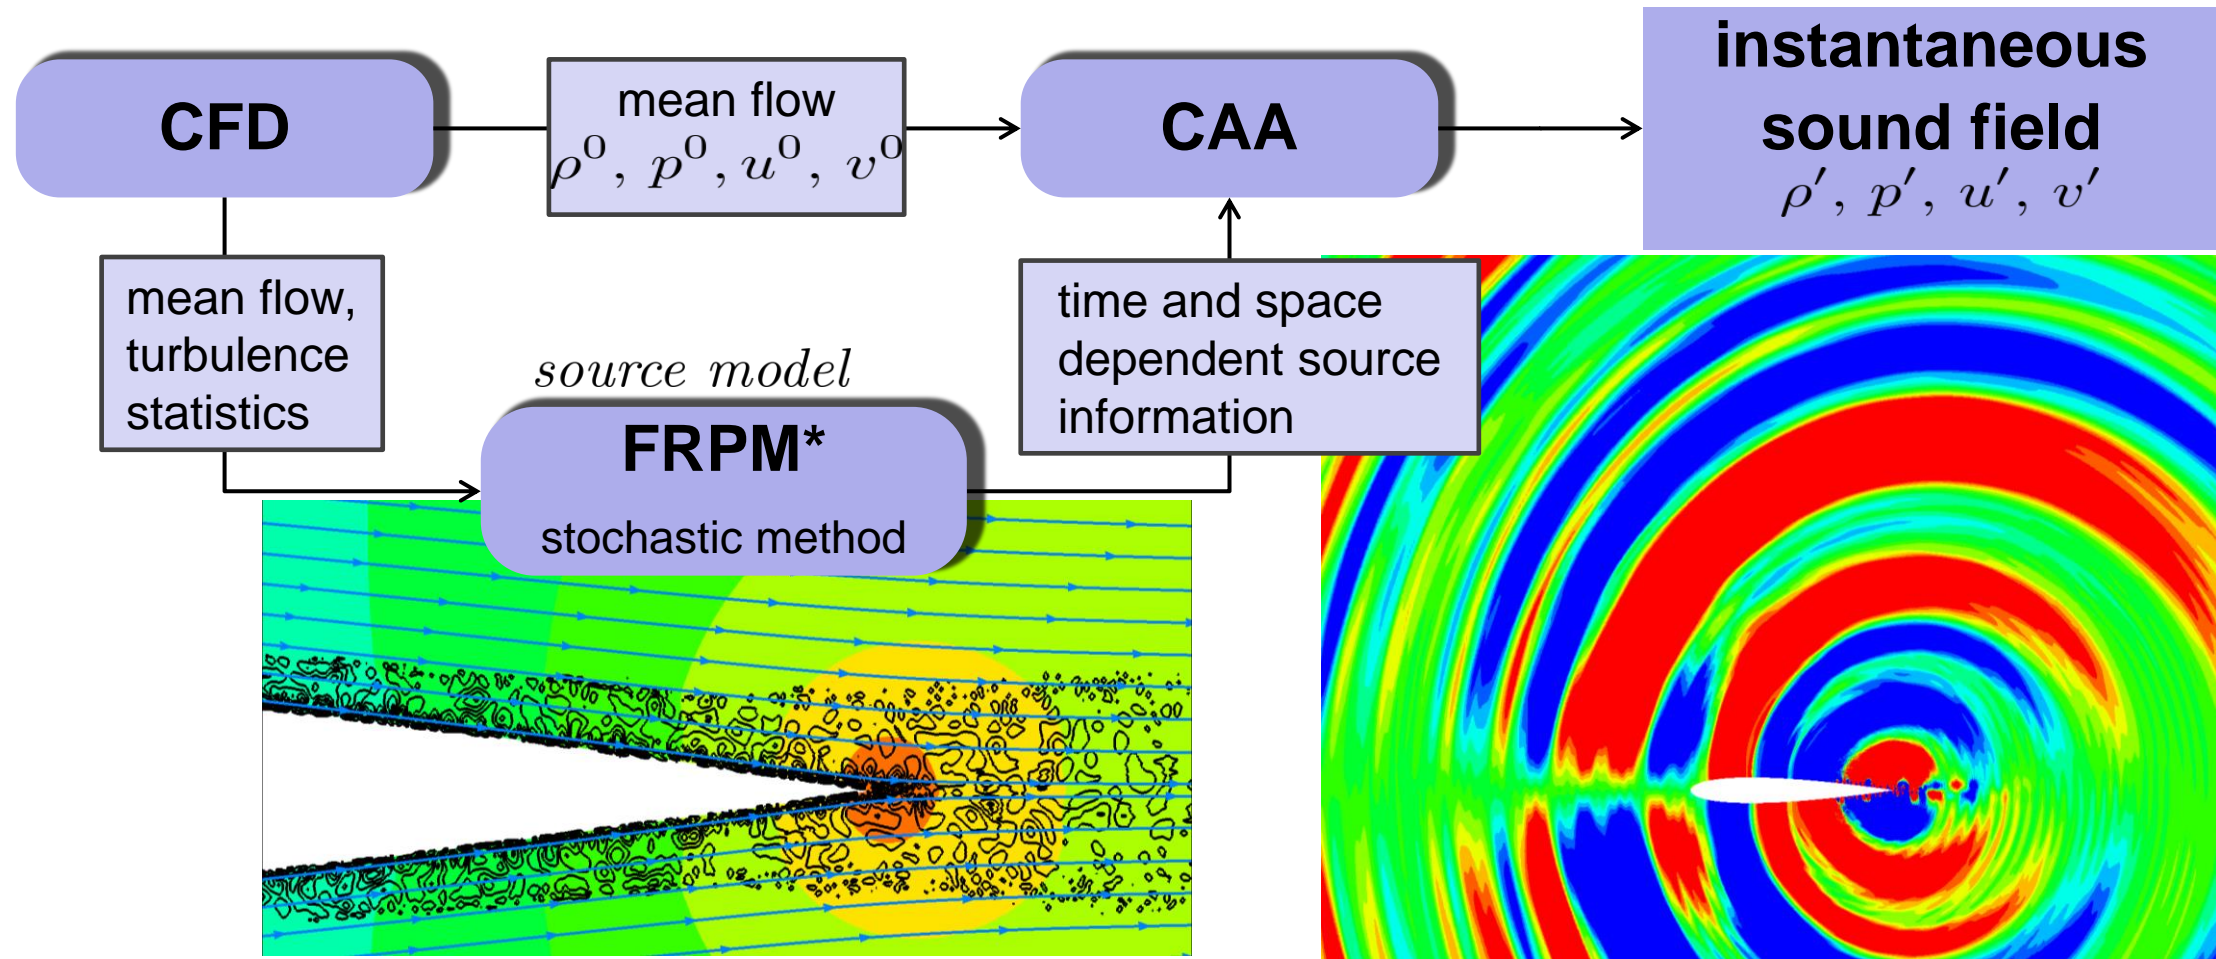 CFD
mean flow
ρ⁰, p⁰, u⁰, v⁰
CAA
instantaneous
sound field
ρ′, p′, u′, v′
mean flow,
turbulence
statistics
source model
FRPM*
stochastic method
time and space
dependent source
information